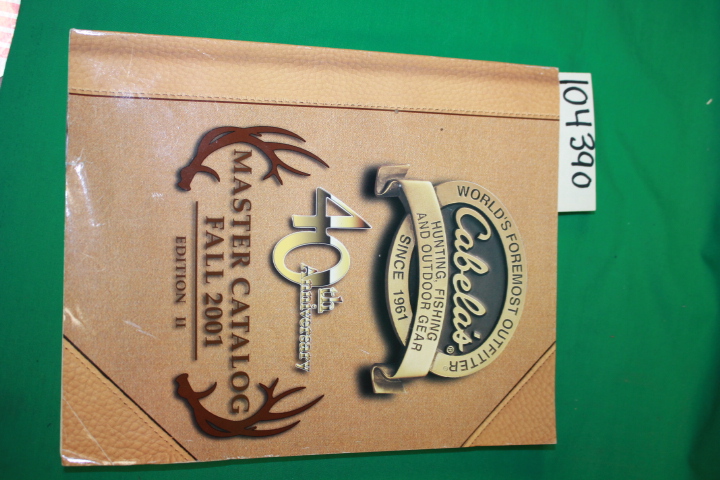 WORLD'S FOREMOST OUTFITTER
Cabela's®
HUNTING, FISHING
AND OUTDOOR GEAR
SINCE 1961
40th
Anniversary
MASTER CATALOG
FALL 2001
EDITION II
104390